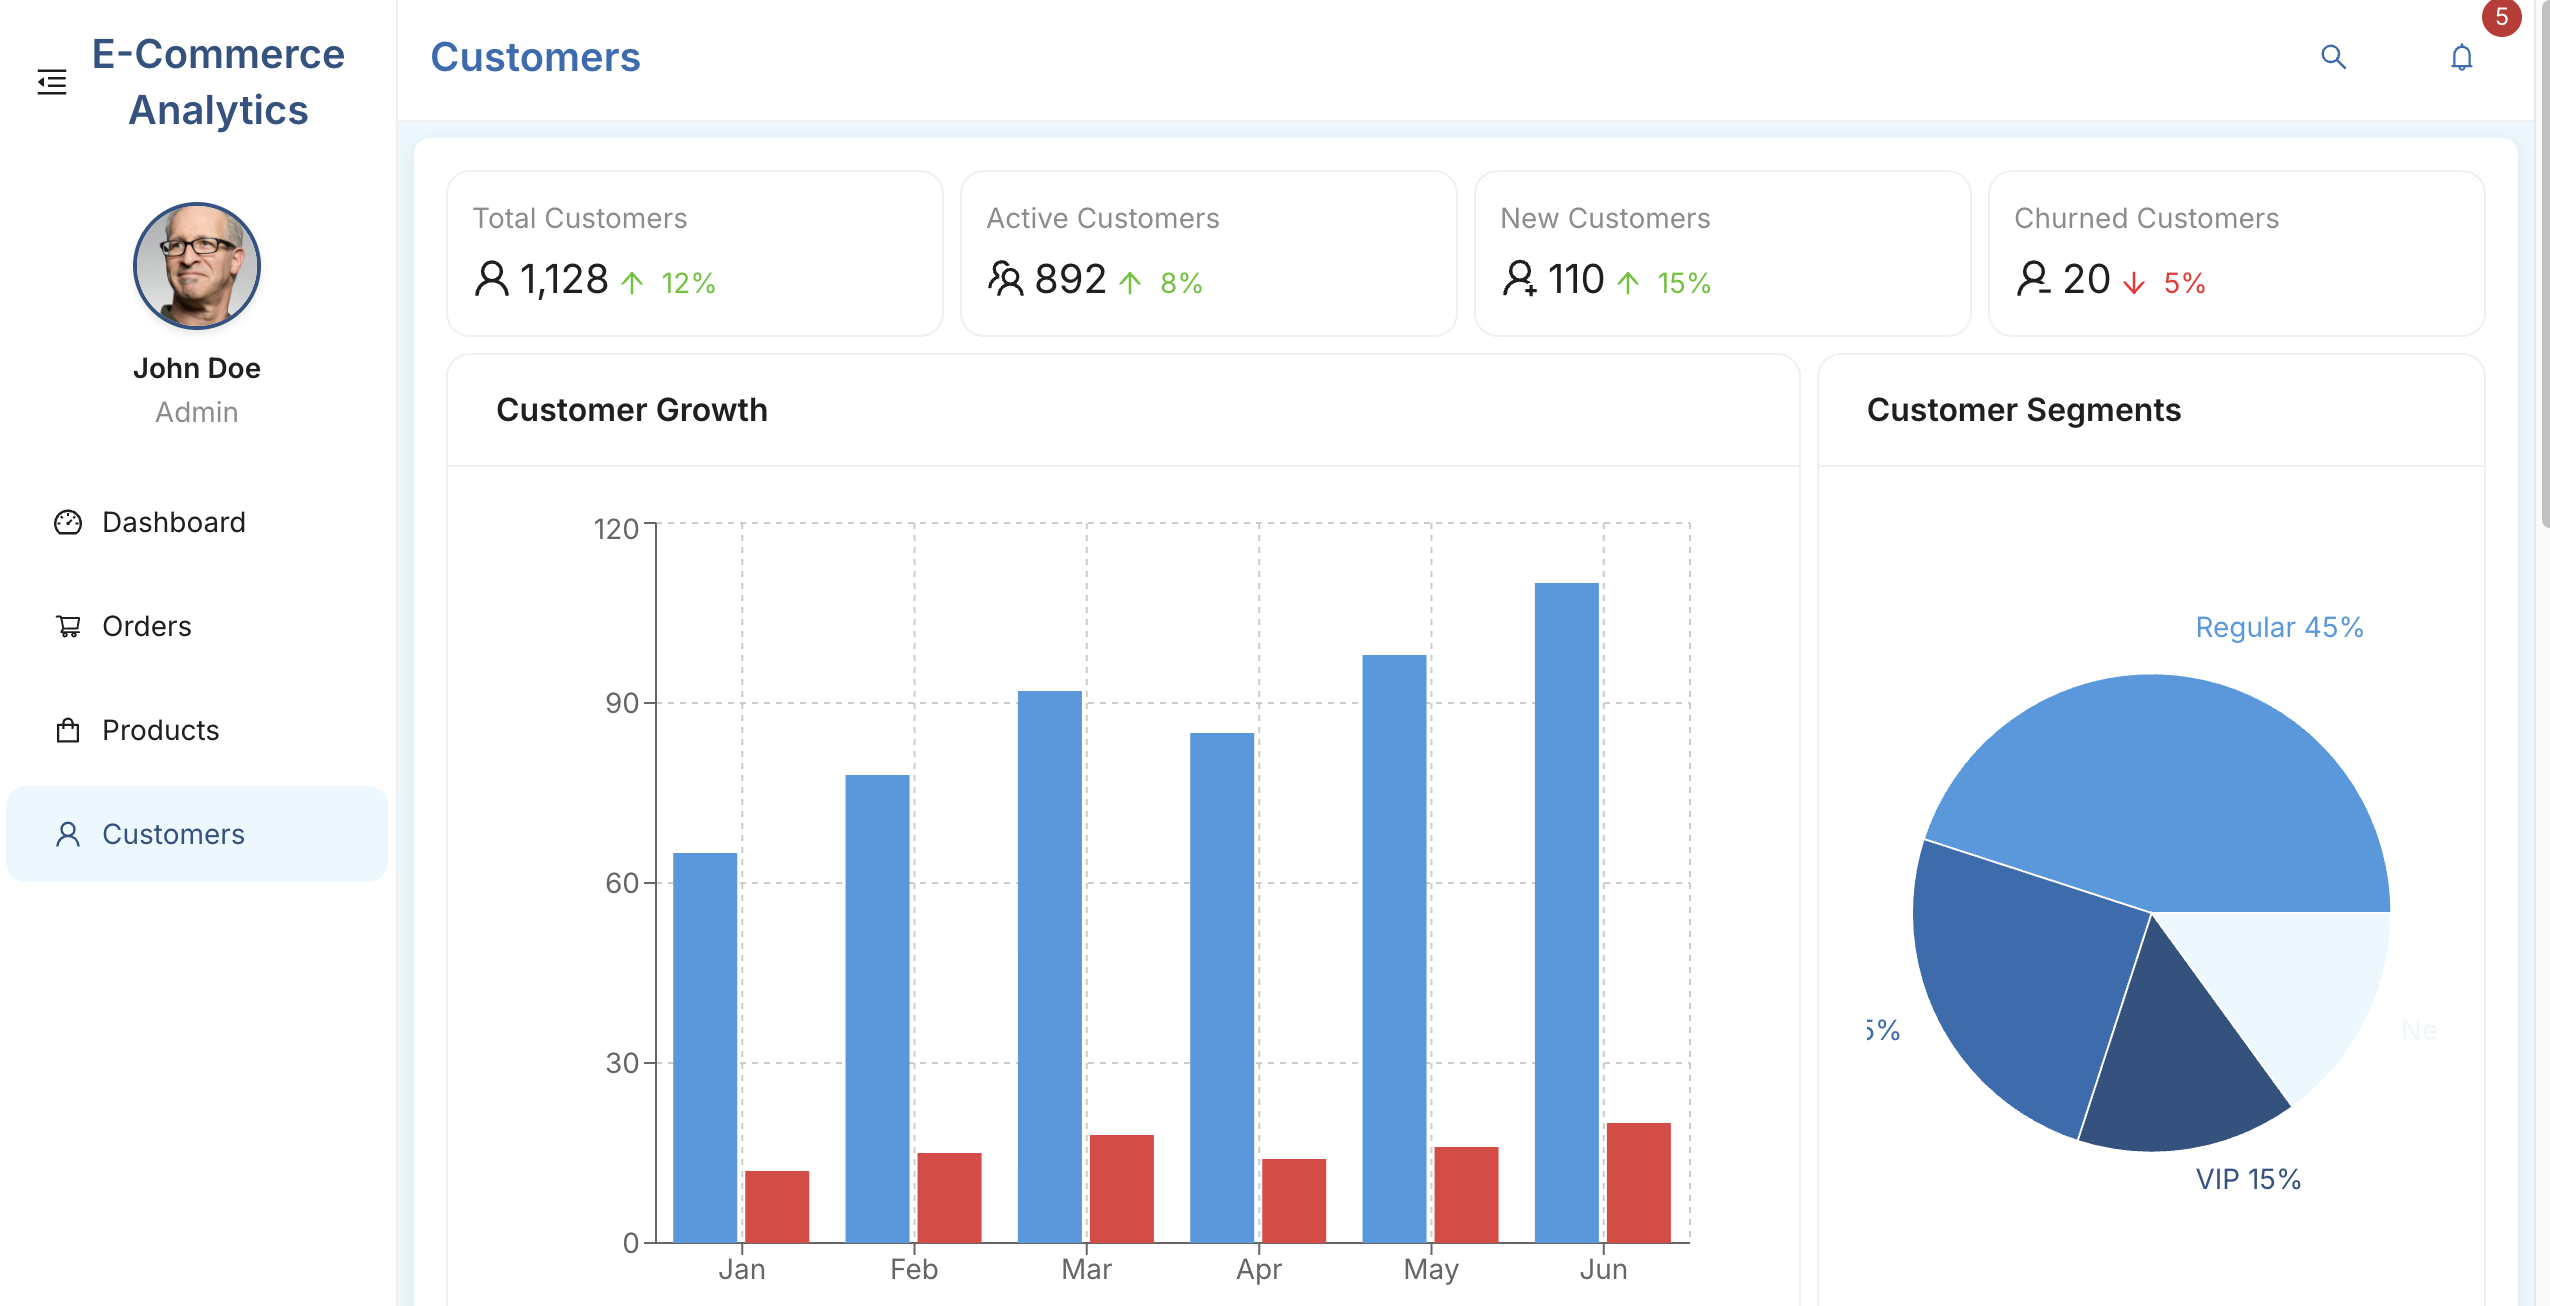 E-Commerce
Analytics
John Doe
Admin
Dashboard
Orders
Products
Customers
Customers
5
Total Customers
1,128 12%
Active Customers
892 8%
New Customers
110 15%
Churned Customers
20 5%
Customer Growth
120
90
60
30
0
Jan Feb Mar Apr May Jun
Customer Segments
Regular 45%
5%
Ne
VIP 15%